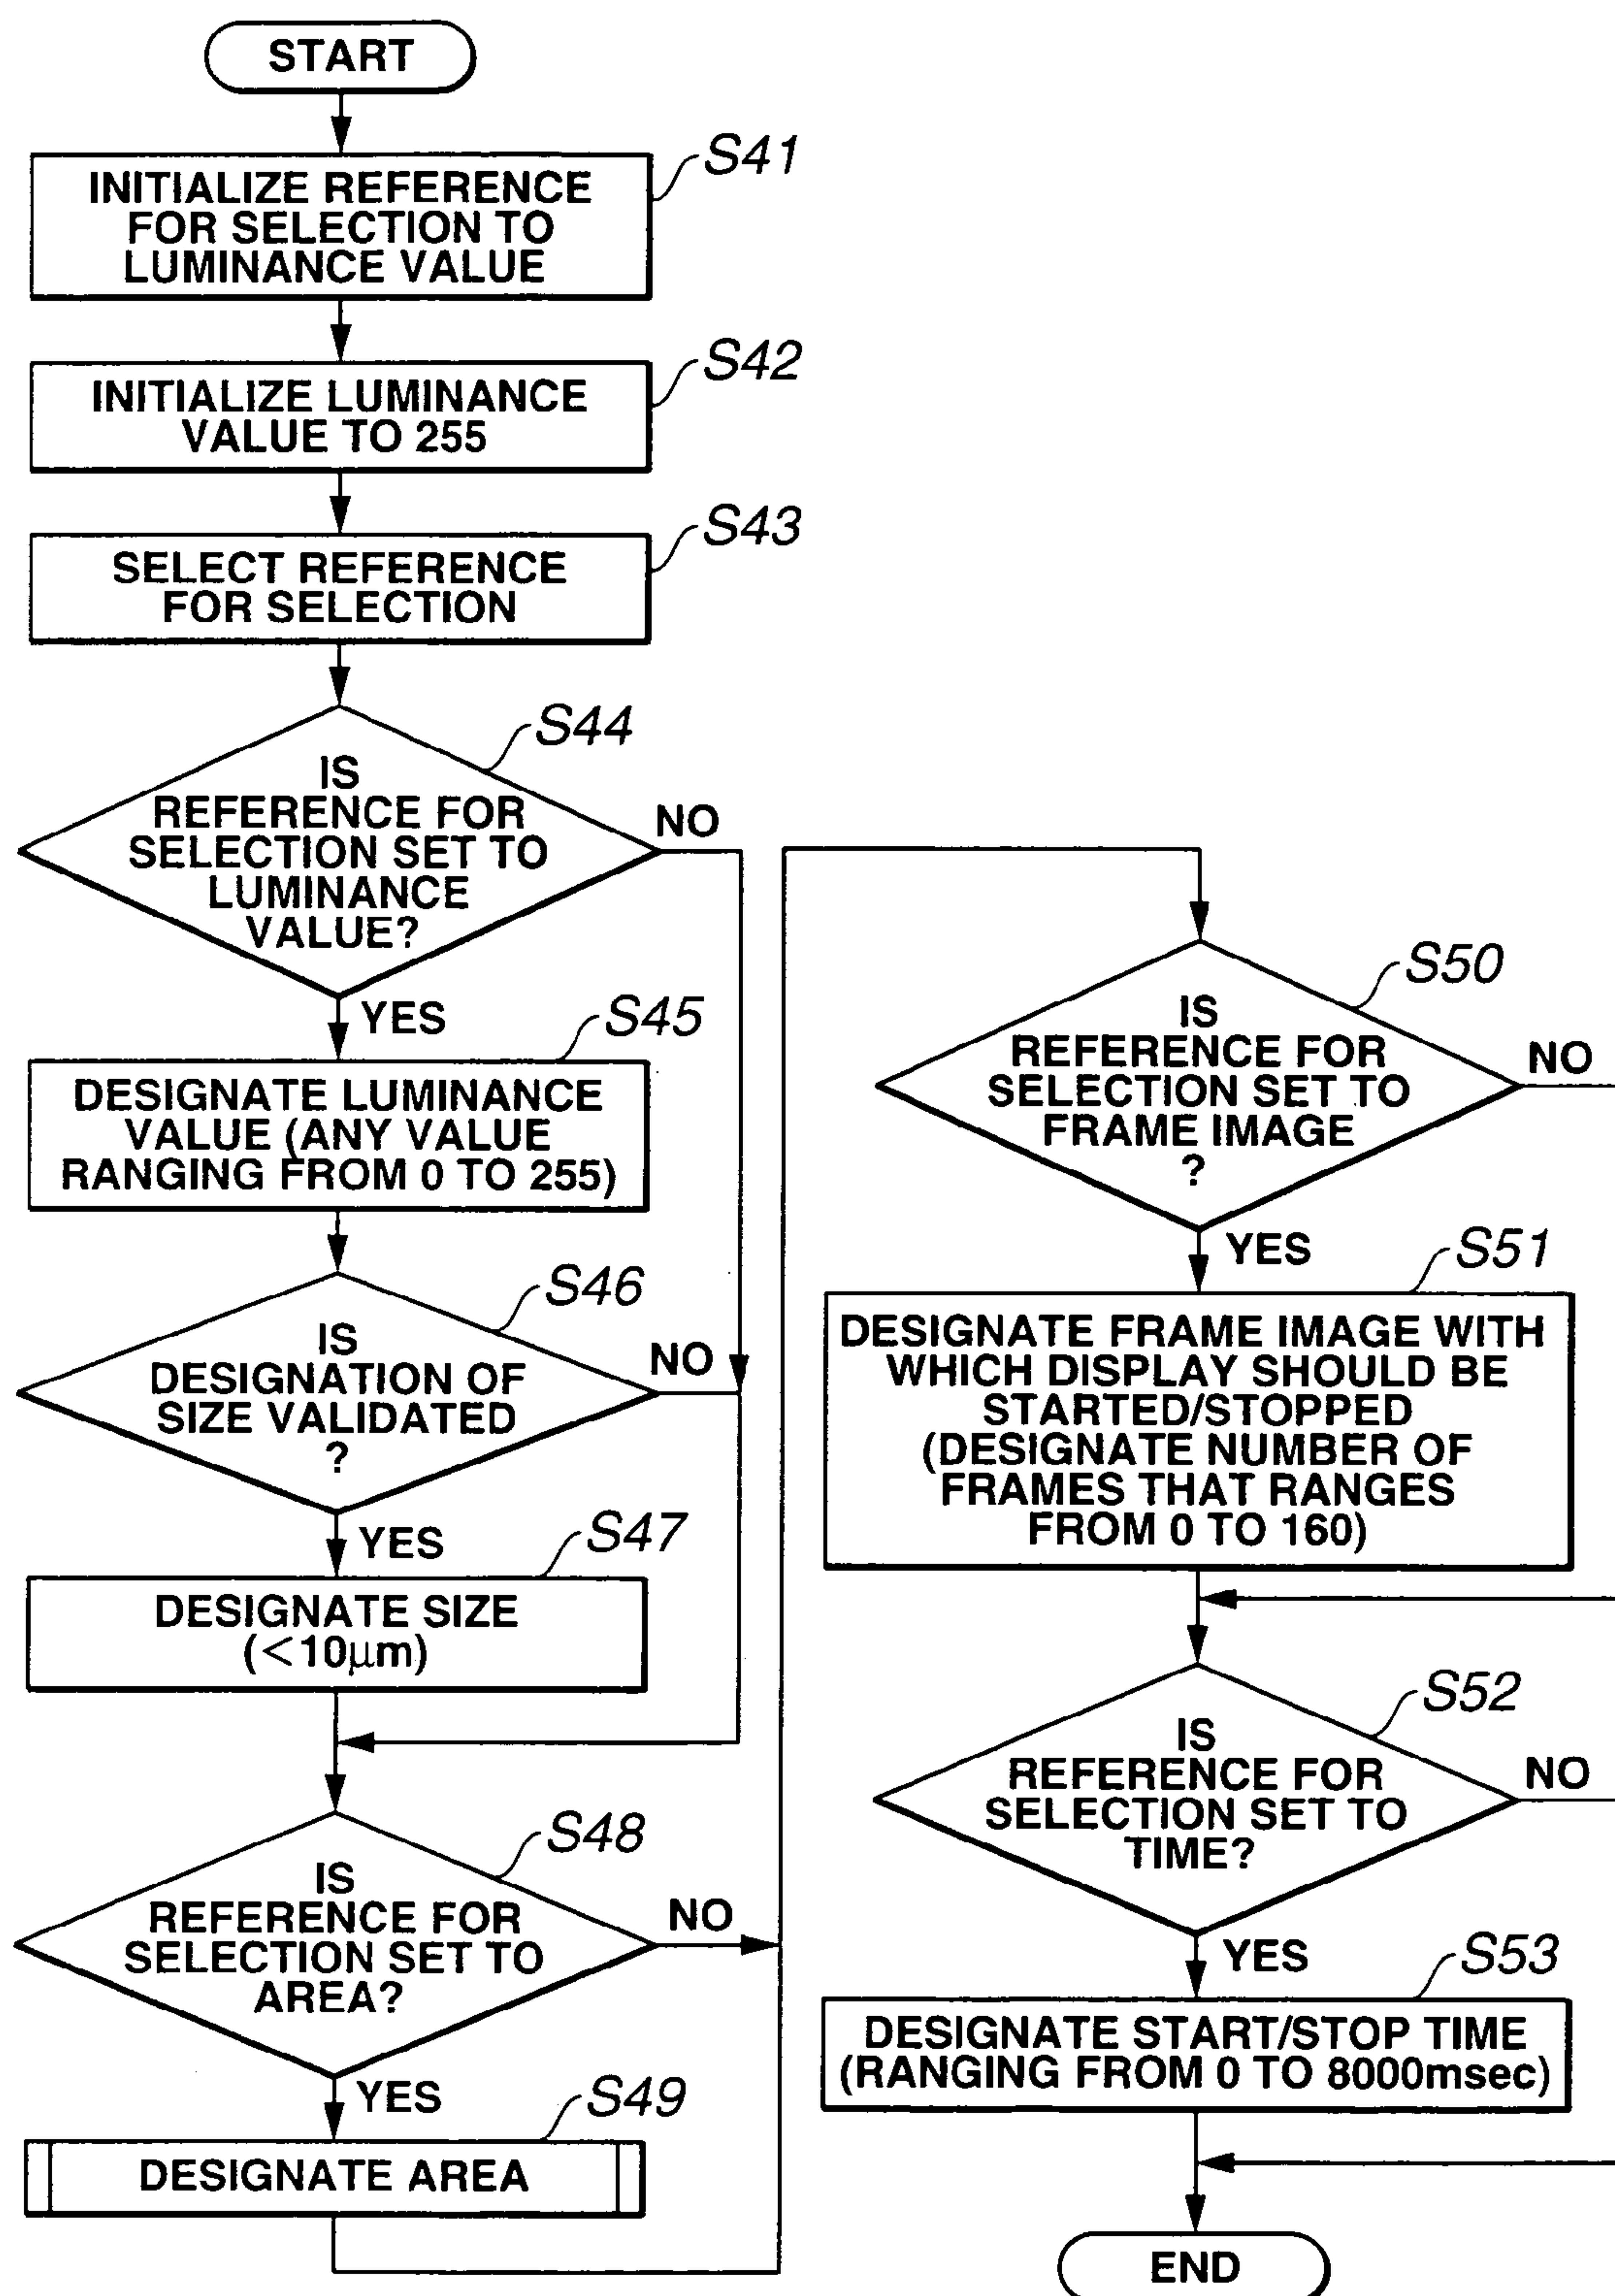 START
S41
INITIALIZE REFERENCE
FOR SELECTION TO
LUMINANCE VALUE
S42
INITIALIZE LUMINANCE
VALUE TO 255
S43
SELECT REFERENCE
FOR SELECTION
S44
IS
REFERENCE FOR
SELECTION SET TO
LUMINANCE
VALUE?
NO
YES
S45
DESIGNATE LUMINANCE
VALUE (ANY VALUE
RANGING FROM 0 TO 255)
S46
IS
DESIGNATION OF
SIZE VALIDATED
?
NO
YES
S47
DESIGNATE SIZE
(<10μm)
S48
IS
REFERENCE FOR
SELECTION SET TO
AREA?
NO
YES
S49
DESIGNATE AREA
S50
IS
REFERENCE FOR
SELECTION SET TO
FRAME IMAGE
?
NO
YES
S51
DESIGNATE FRAME IMAGE WITH
WHICH DISPLAY SHOULD BE
STARTED/STOPPED
(DESIGNATE NUMBER OF
FRAMES THAT RANGES
FROM 0 TO 160)
S52
IS
REFERENCE FOR
SELECTION SET TO
TIME?
NO
YES
S53
DESIGNATE START/STOP TIME
(RANGING FROM 0 TO 8000msec)
END